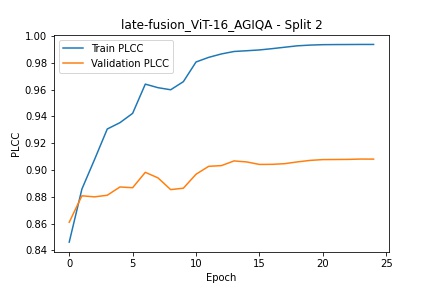 late-fusion_ViT-16_AGIQA - Split 2
Train PLCC
Validation PLCC
PLCC
1.00
0.98
0.96
0.94
0.92
0.90
0.88
0.86
0.84
0 5 10 15 20 25
Epoch